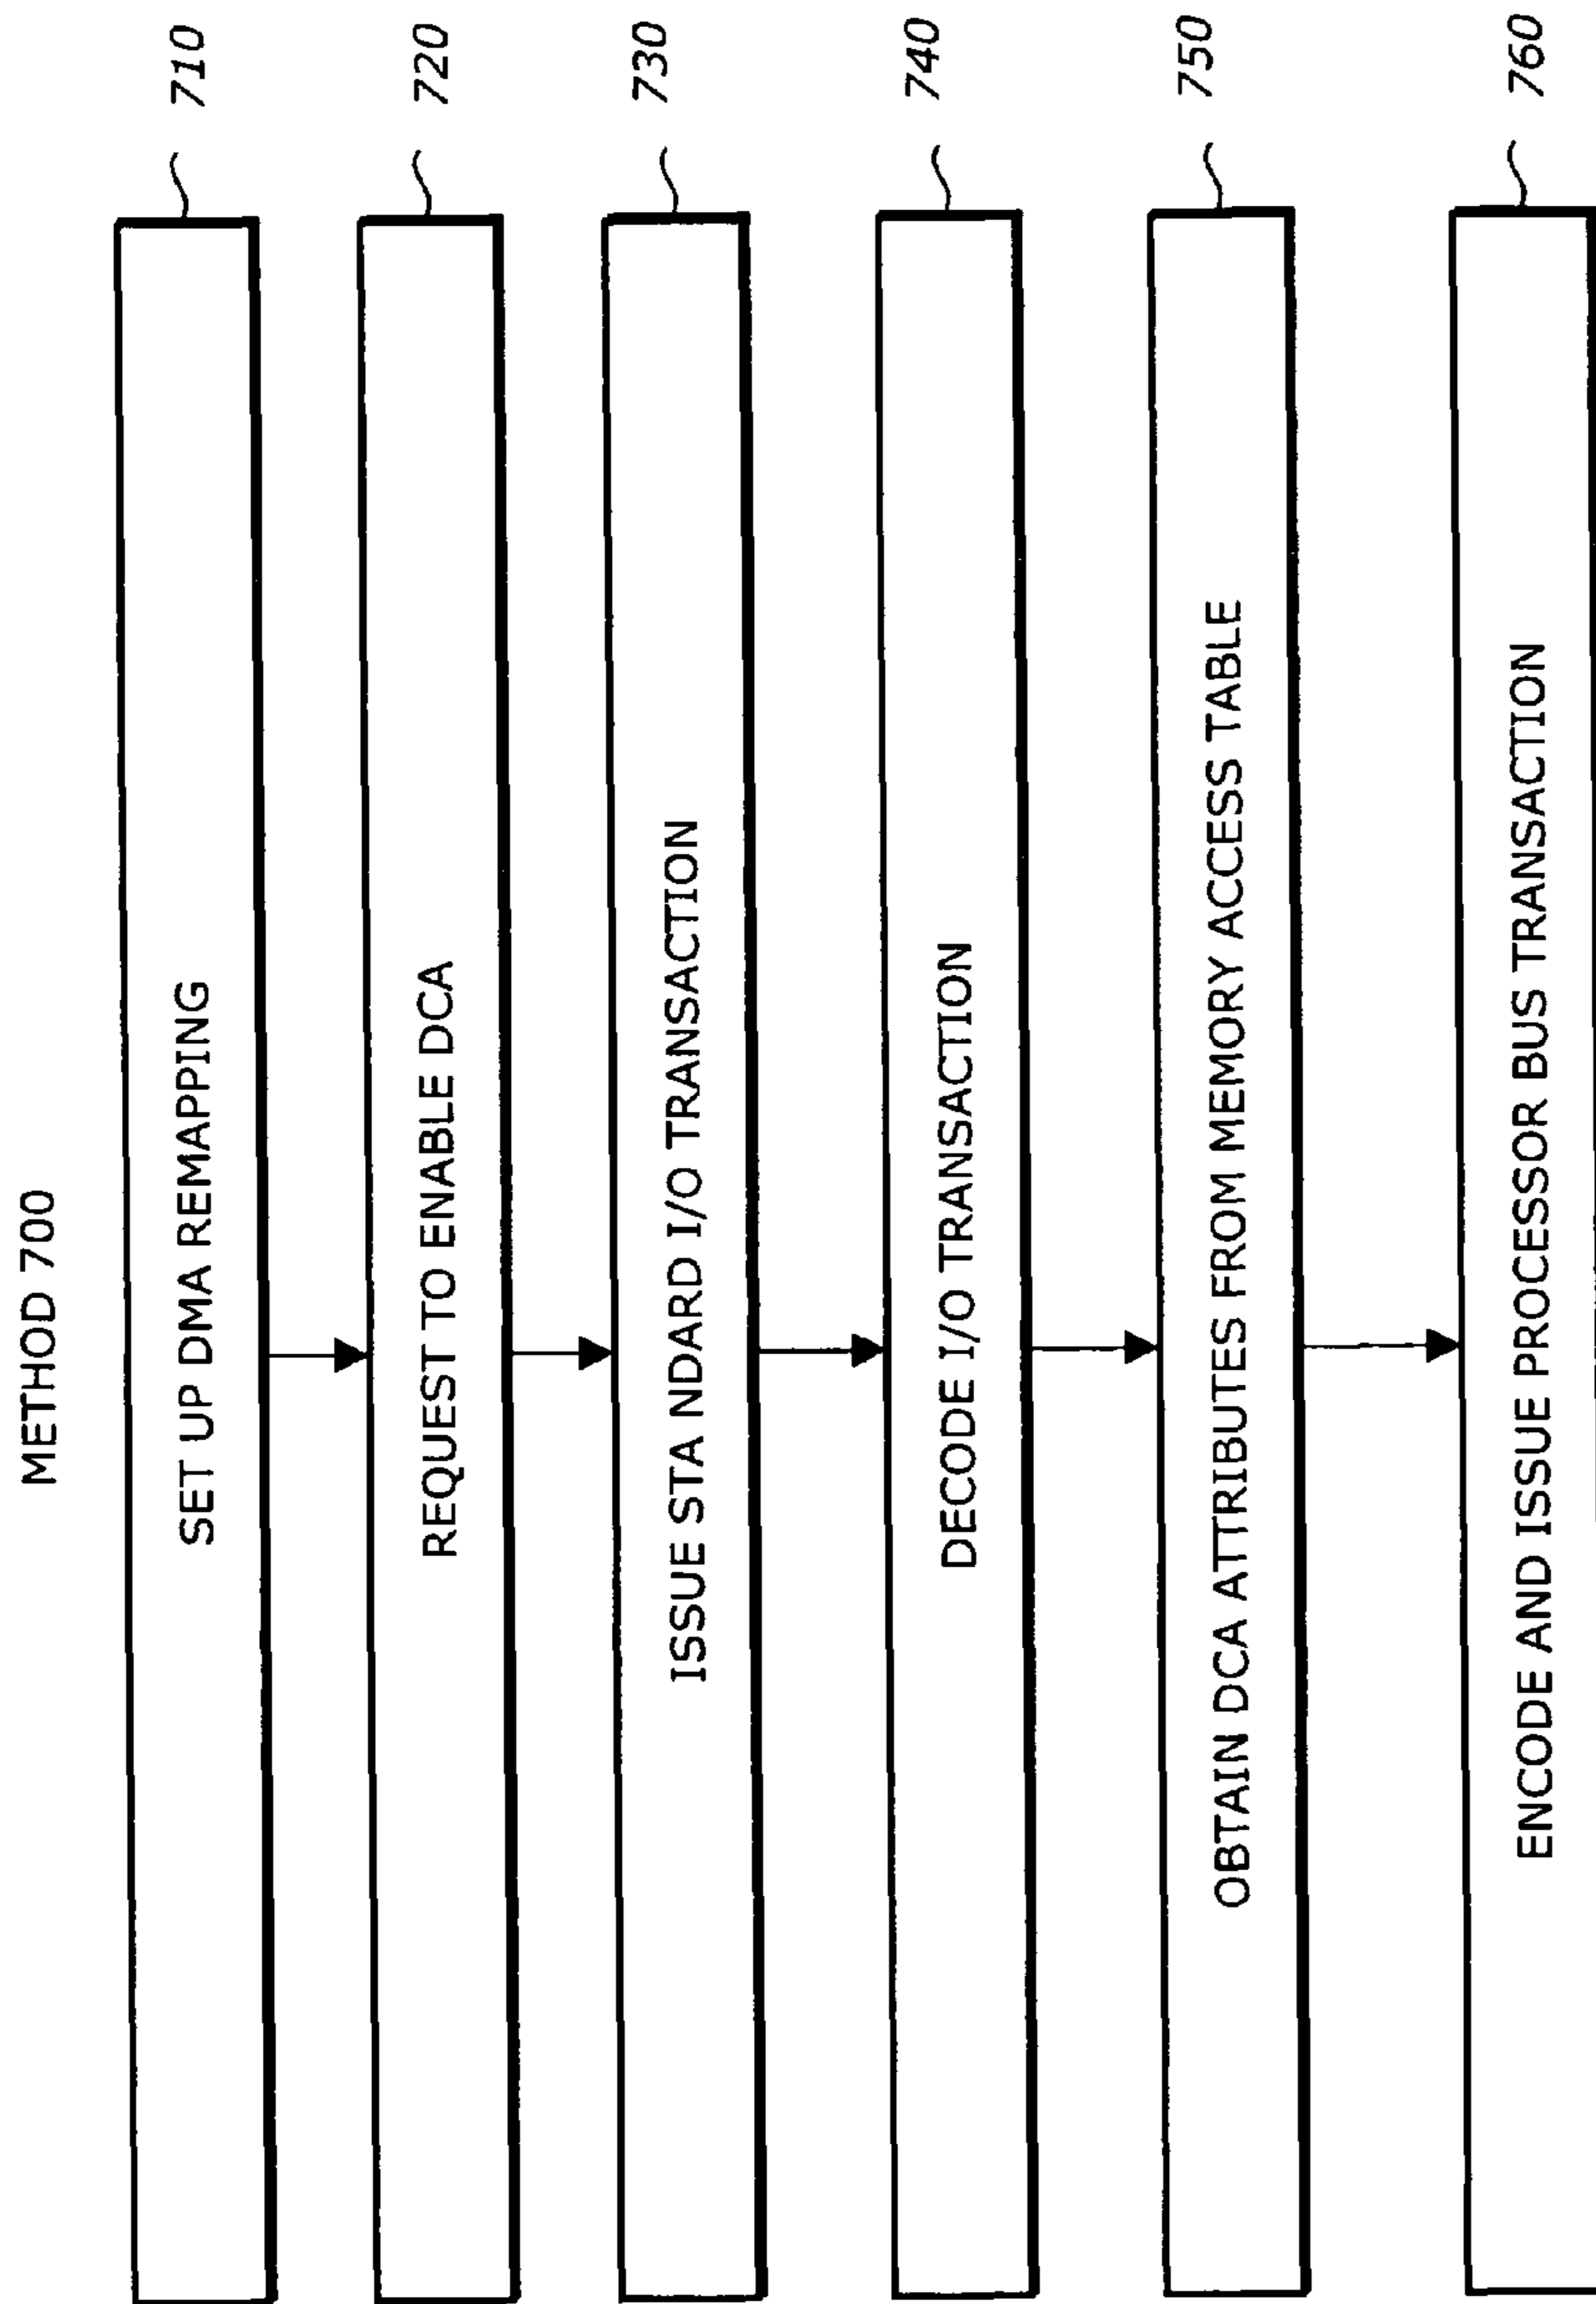 METHOD 700
SET UP DMA REMAPPING
710
REQUEST TO ENABLE DCA
720
ISSUE STA NDARD I/O TRANSACTION
730
DECODE I/O TRANSACTION
740
OBTAIN DCA ATTRIBUTES FROM MEMORY ACCESS TABLE
750
ENCODE AND ISSUE PROCESSOR BUS TRANSACTION
760